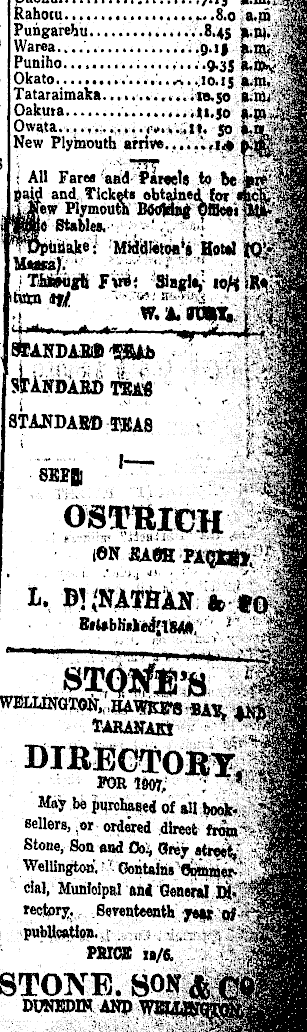 Rahotu..................8.0 a.m
Pungarehu...............8.45 a.m.
Warea..................9.15 a.m.
Puniho..................9.35 a.m.
Okato..................10.15 a.m.
Tataraimaka............10.50 a.m.
Oakura.................11.50 a.m.
Owata............... 11. 50 a.m
New Plymouth arrive.......1.0 p.m.
All Fares and Parcels to be pre
paid and Tickets obtained for such.
New Plymouth Booking Office: Ma-
sonic Stables.
Opunake: Middleton's Hotel (O'
Meara).
Through Fare: Single, 10/; Re
turn 17/
W. A. JURY.
STANDARD TEAS
STANDARD TEAS
STANDARD TEAS
SEE
OSTRICH
ON EACH PACKET.
L. D. NATHAN & CO
Established, 1840.
STONE'S
WELLINGTON, HAWKE'S BAY, AND
TARANAKI
DIRECTORY,
FOR 1907.
May be purchased of all book-
sellers, or ordered direct from
Stone, Son and Co., Grey street,
Wellington. Contains Commer-
cial, Municipal and General Di-
rectory. Seventeenth year of
publication.
PRICE 12/6.
STONE. SON & CO
DUNEDIN AND WELLINGTON.